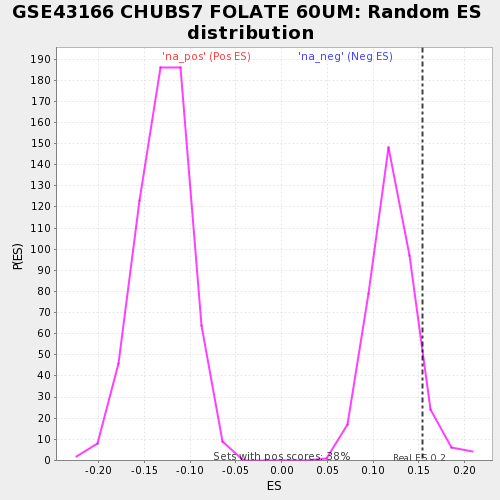 GSE43166 CHUBS7 FOLATE 60UM: Random ES
distribution
'na_pos' (Pos ES) 'na_neg' (Neg ES)
190
180
170
160
150
140
130
120
110
100
90
80
70
60
50
40
30
20
10
0
P(ES)
Sets with pos scores: 38%
Real ES 0.2
-0.20 -0.15 -0.10 -0.05 0.00 0.05 0.10 0.15 0.20
ES